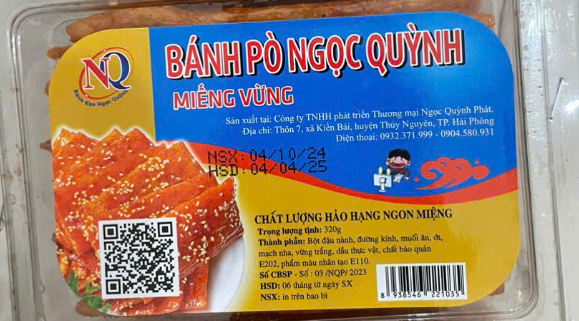 NQ
Bánh Kẹo Ngọc Quỳnh
BÁNH PÒ NGỌC QUỲNH
MIẾNG VỪNG
Sản xuất tại: Công ty TNHH phát triển Thương mại Ngọc Quỳnh Phát.
Địa chỉ: Thôn 7, xã Kiền Bái, huyện Thủy Nguyên, TP. Hải Phòng
Điện thoại: 0932.371 999 - 0904.580.931
NSX: 04/10/24
HSD: 04/04/25
CHẤT LƯỢNG HẢO HẠNG NGON MIỆNG
Trọng lượng tịnh: 320g
Thành phần: Bột đậu nành, đường kính, muối ăn, ớt,
mạch nha, vừng trắng, dầu thực vật, chất bảo quản
E202, phẩm màu nhân tạo E110.
Số CBSP - Số : 03 /NQP/ 2023
HSD: 06 tháng từ ngày SX
NSX: in trên bao bì
8 938546 221035